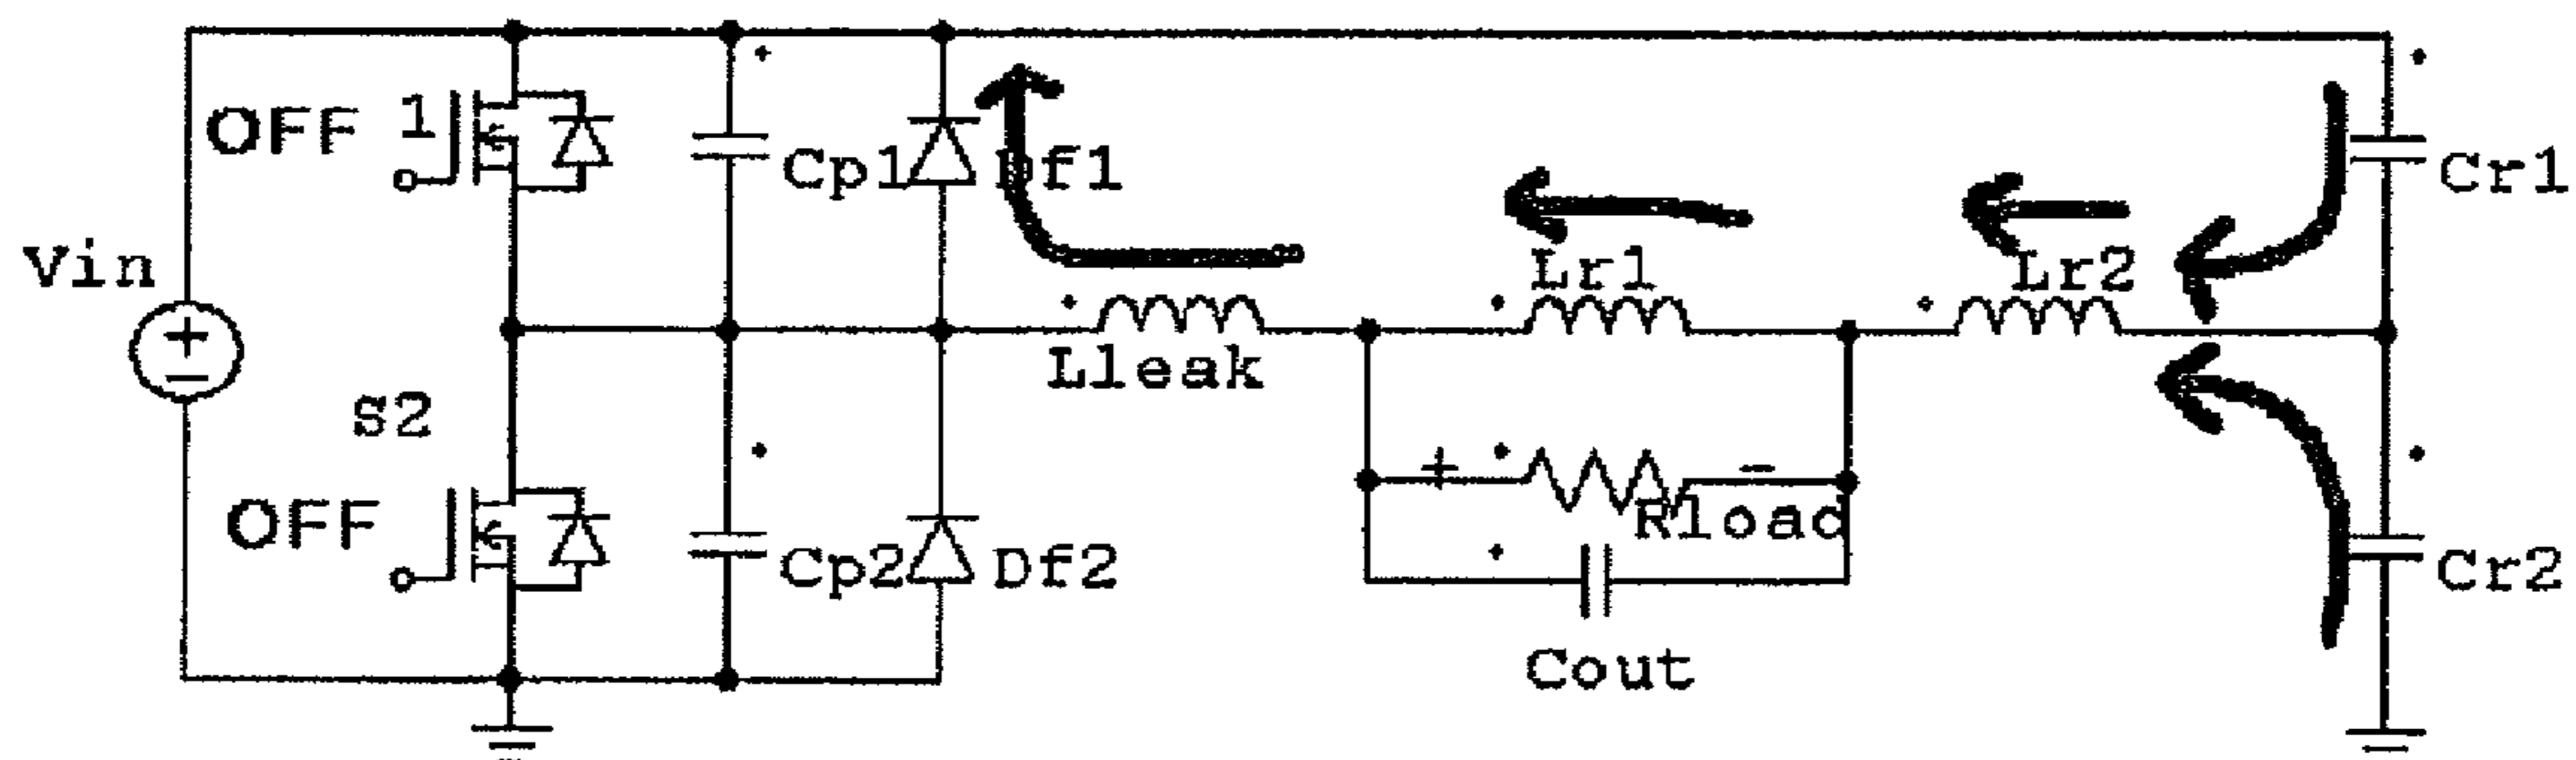 OFF 1
Cp1
Df1
Cr1
Vin
Lr1
Lr2
Lleak
S2
OFF
Cp2
Df2
+
-
Rload
Cr2
Cout